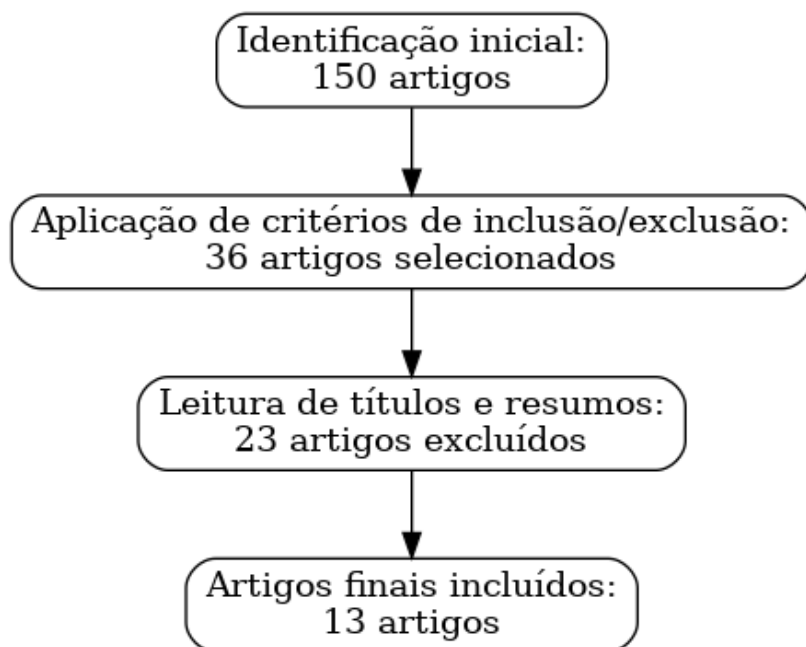 Identificação inicial:
150 artigos
Aplicação de critérios de inclusão/exclusão:
36 artigos selecionados
Leitura de títulos e resumos:
23 artigos excluídos
Artigos finais incluídos:
13 artigos